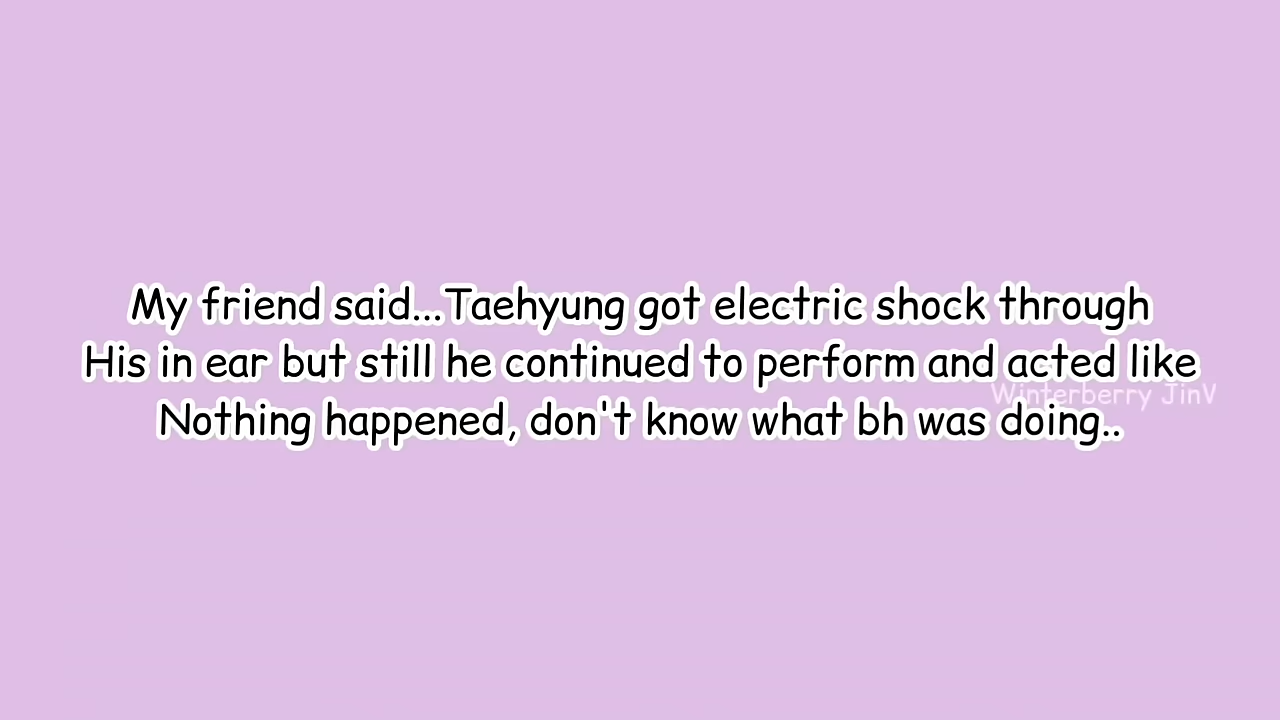 My friend said...Taehyung got electric shock through
His in ear but still he continued to perform and acted like
Winterberry JinV
Nothing happened, don't know what bh was doing..